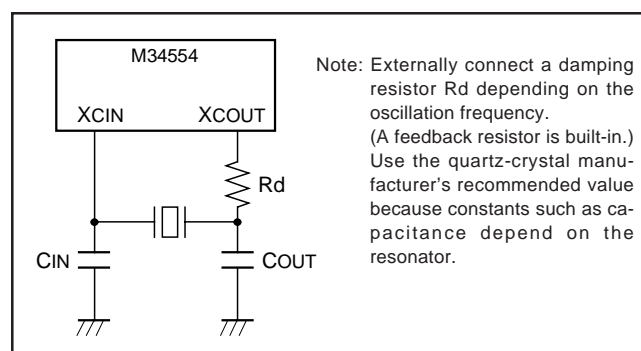 M34554
XCIN XCOUT
Rd
CIN COUT
Note: Externally connect a damping
resistor Rd depending on the
oscillation frequency.
(A feedback resistor is built-in.)
Use the quartz-crystal manu-
facturer's recommended value
because constants such as ca-
pacitance depend on the
resonator.